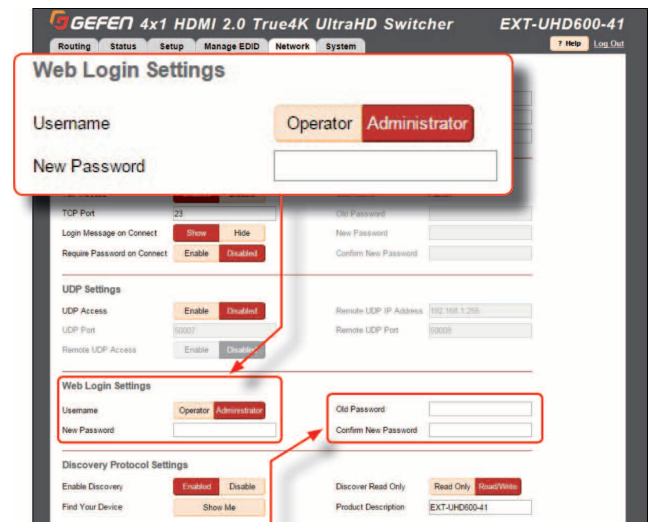 GEFEN 4x1 HDMI 2.0 True4K UltraHD Switcher EXT-UHD600-41
Routing Status Setup Manage EDID Network System ? Help Log Out
Web Login Settings
Username Operator Administrator
New Password
TCP Port 23 Old Password
Login Message on Connect Show Hide New Password
Require Password on Connect Enable Disabled Confirm New Password
UDP Settings
UDP Access Enable Disabled Remote UDP IP Address 192.168.1.255
UDP Port 50007 Remote UDP Port 50008
Remote UDP Access Enable Disabled
Web Login Settings
Username Operator Administrator Old Password
New Password Confirm New Password
Discovery Protocol Settings
Enable Discovery Enabled Disable Discover Read Only Read Only Read/Write
Find Your Device Show Me Product Description EXT-UHD600-41